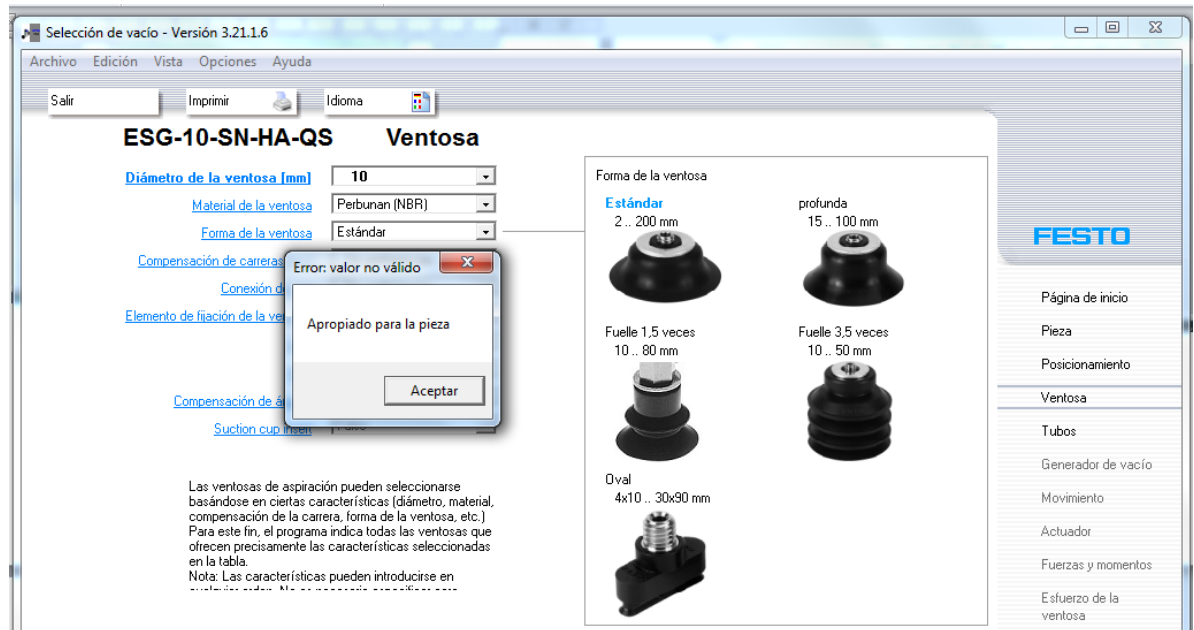 Selección de vacío - Versión 3.21.1.6
Archivo Edición Vista Opciones Ayuda
Salir Imprimir Idioma
ESG-10-SN-HA-QS Ventosa
Diámetro de la ventosa [mm] 10
Material de la ventosa Perbunan (NBR)
Forma de la ventosa Estándar
Compensación de carreras
Conexión
Elemento de fijación de la
Compensación de
Suction cup insert
Error: valor no válido
Apropiado para la pieza
Aceptar
Las ventosas de aspiración pueden seleccionarse
basándose en ciertas características (diámetro, material,
compensación de la carrera, forma de la ventosa, etc.)
Para este fin, el programa indica todas las ventosas que
ofrecen precisamente las características seleccionadas
en la tabla.
Nota: Las características pueden introducirse en
Forma de la ventosa
Estándar
2 .. 200 mm
profunda
15 .. 100 mm
Fuelle 1,5 veces
10 .. 80 mm
Fuelle 3,5 veces
10 .. 50 mm
Oval
4x10 .. 30x90 mm
FESTO
Página de inicio
Pieza
Posicionamiento
Ventosa
Tubos
Generador de vacío
Movimiento
Actuador
Fuerzas y momentos
Esfuerzo de la
ventosa